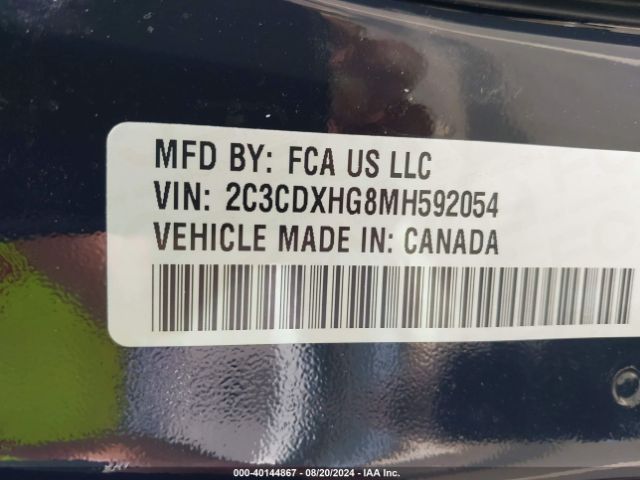 MFD BY: FCA US LLC
VIN: 2C3CDXHG8MH592054
VEHICLE MADE IN: CANADA
000-40144867 - 08/20/2024 - IAA Inc.